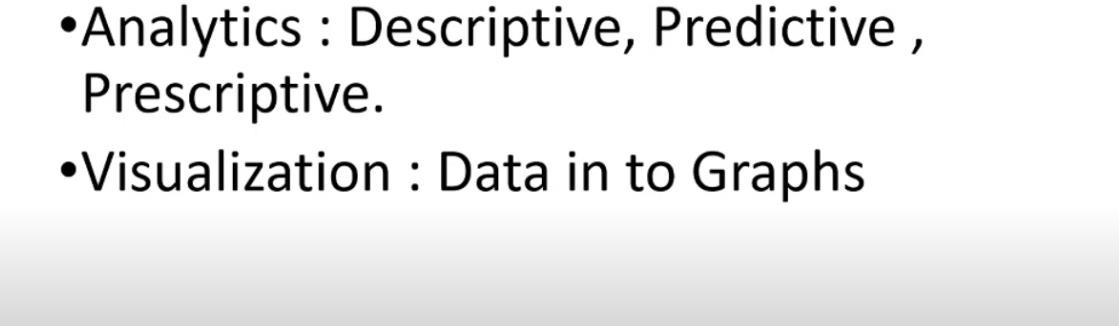 •Analytics : Descriptive, Predictive ,
Prescriptive.
•Visualization : Data in to Graphs